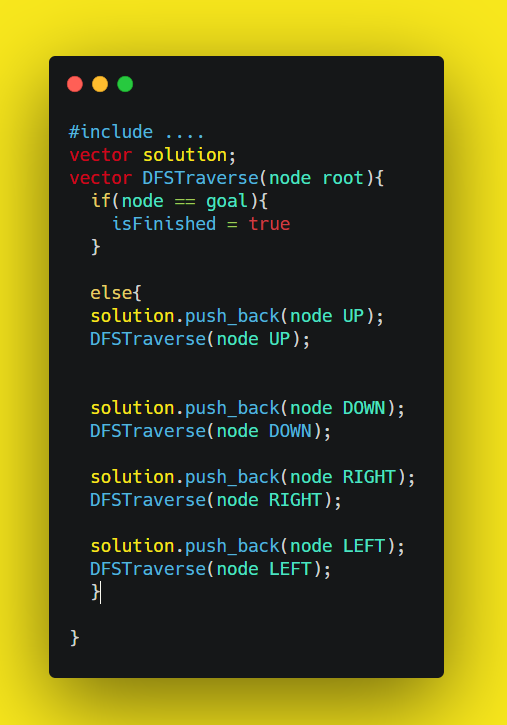 #include ....
vector solution;
vector DFSTraverse(node root){
if(node == goal){
isFinished = true
}
else{
solution.push_back(node UP);
DFSTraverse(node UP);
solution.push_back(node DOWN);
DFSTraverse(node DOWN);
solution.push_back(node RIGHT);
DFSTraverse(node RIGHT);
solution.push_back(node LEFT);
DFSTraverse(node LEFT);
}
}